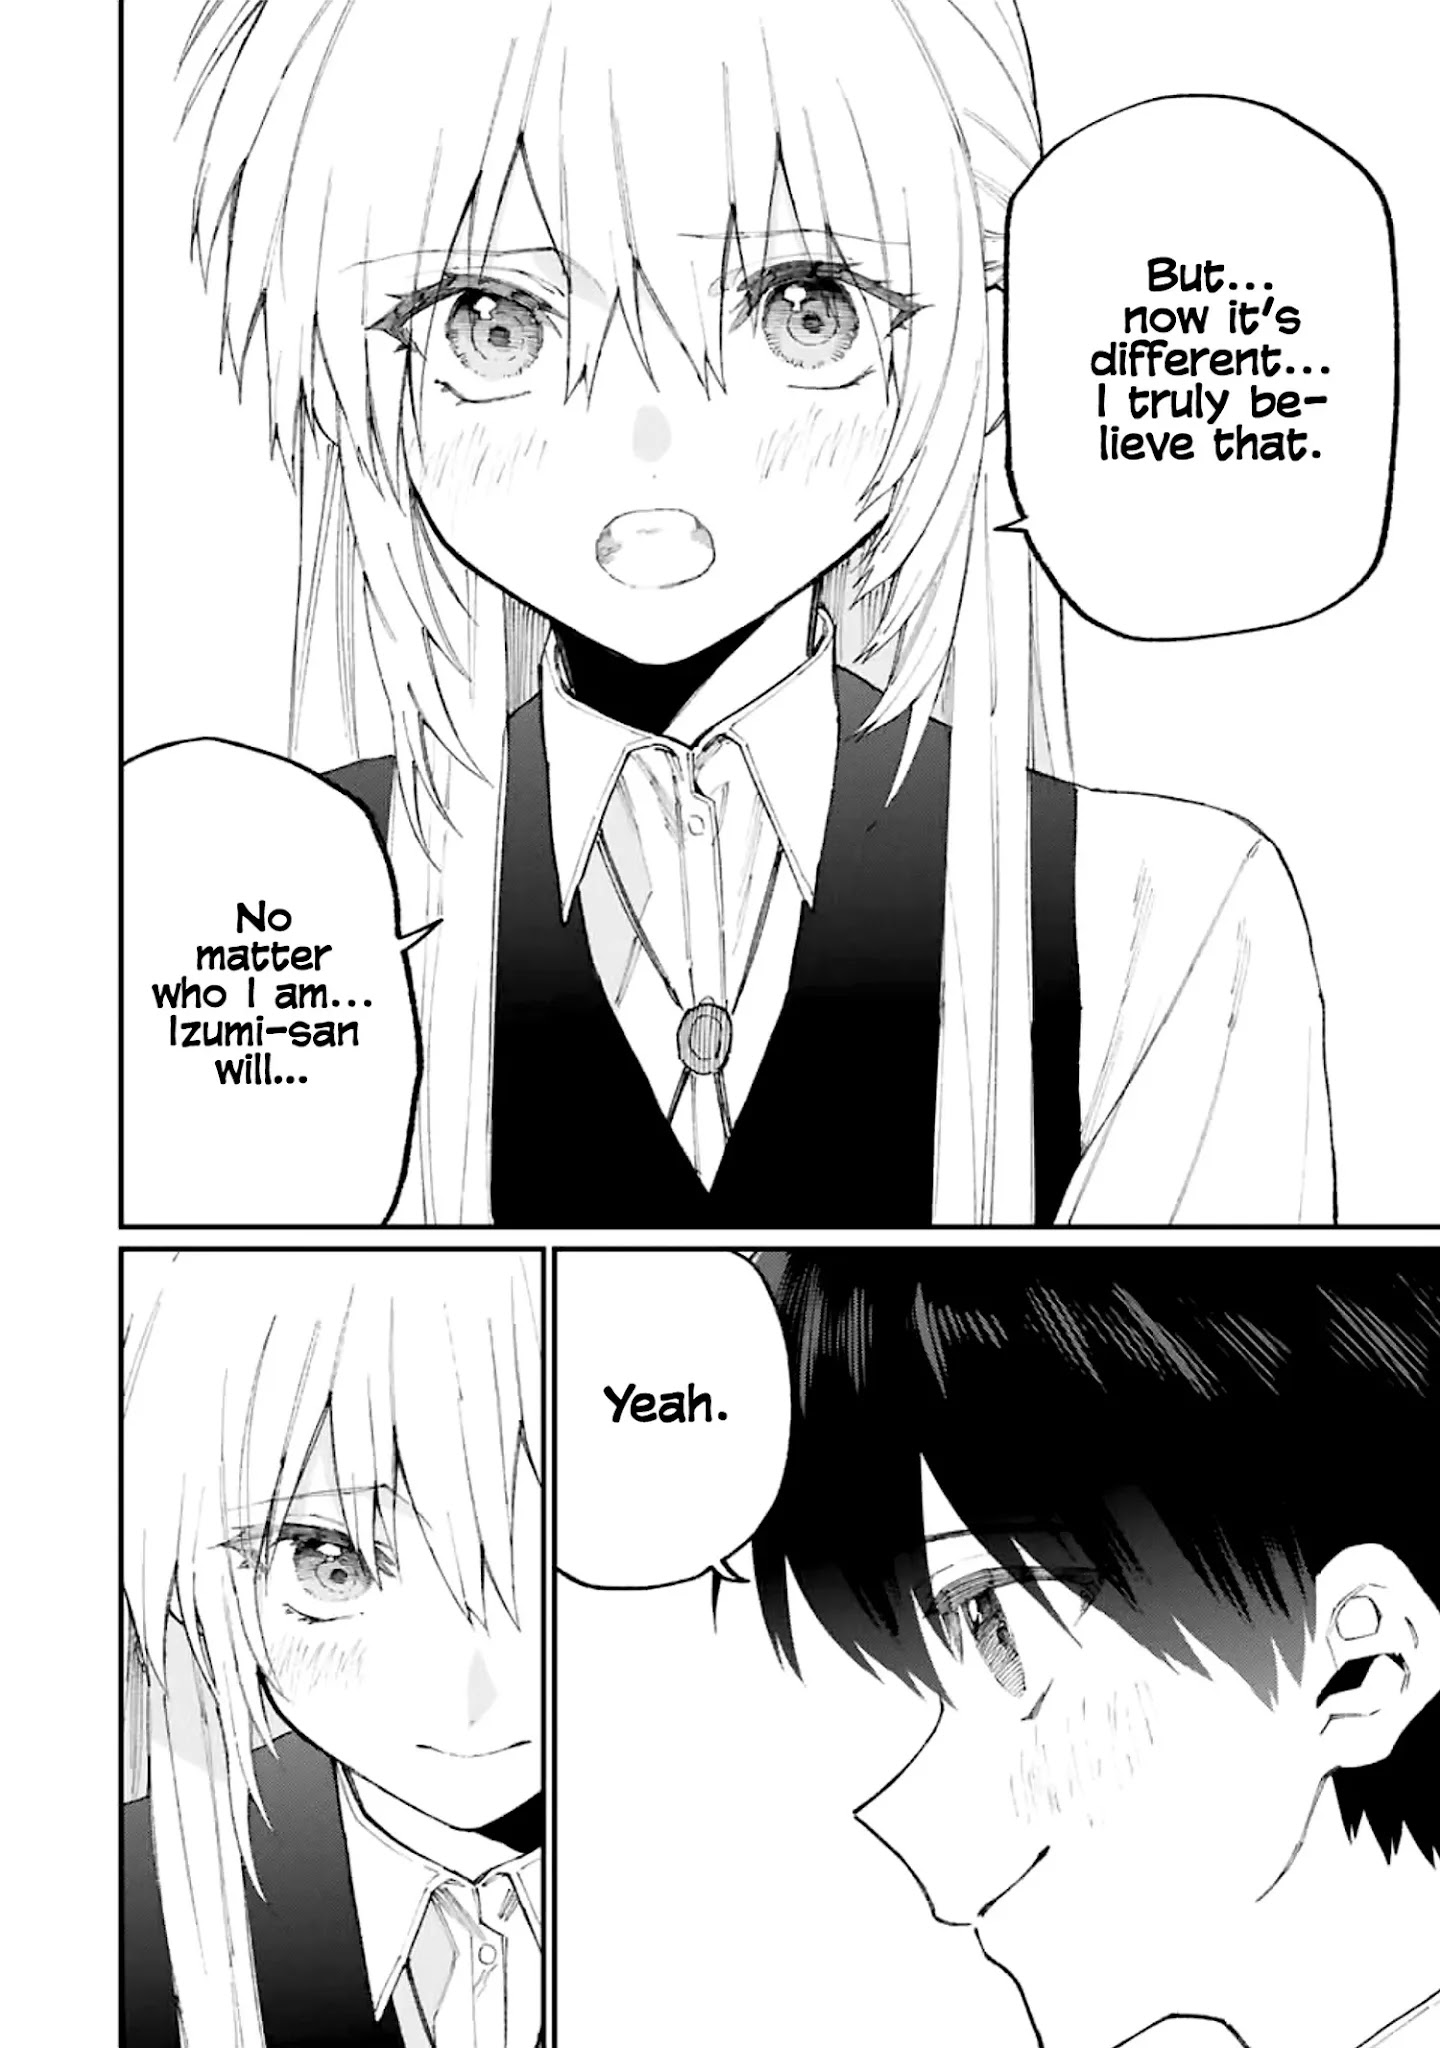 But...
now it's
different...
I truly be-
lieve that.
No
matter
who I am...
Izumi-san
will...
Yeah.